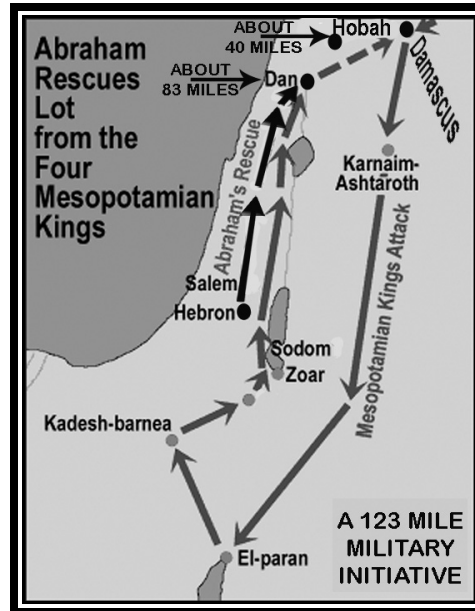 Abraham
Rescues
Lot
from the
Four
Mesopotamian
Kings
ABOUT
40 MILES
Hobah
Damascus
ABOUT
83 MILES
Dan
Karnaim-
Ashtaroth
Abraham's Rescue
Salem
Hebron
Mesopotamian Kings Attack
Sodom
Zoar
Kadesh-barnea
El-paran
A 123 MILE
MILITARY
INITIATIVE